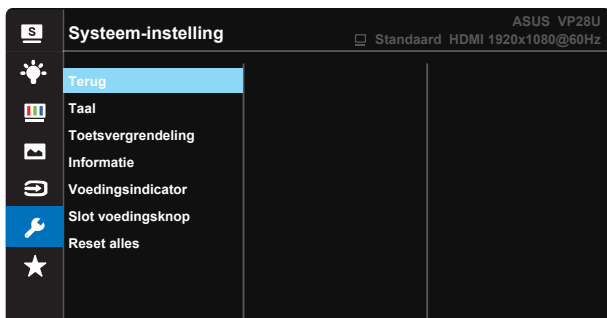 S
Systeem-instelling
ASUS VP28U
Standaard HDMI 1920x1080@60Hz
Terug
Taal
Toetsvergrendeling
Informatie
Voedingsindicator
Slot voedingsknop
Reset alles